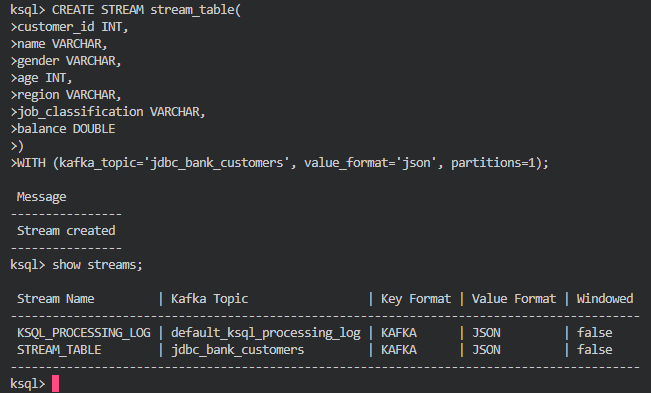 ksql> CREATE STREAM stream_table(
>customer_id INT,
>name VARCHAR,
>gender VARCHAR,
>age INT,
>region VARCHAR,
>job_classification VARCHAR,
>balance DOUBLE
>)
>WITH (kafka_topic='jdbc_bank_customers', value_format='json', partitions=1);
Message
----------------
Stream created
----------------
ksql> show streams;
Stream Name | Kafka Topic | Key Format | Value Format | Windowed
------------------------------------------------------------------------------------------
KSQL_PROCESSING_LOG | default_ksql_processing_log | KAFKA | JSON | false
STREAM_TABLE | jdbc_bank_customers | KAFKA | JSON | false
------------------------------------------------------------------------------------------
ksql>